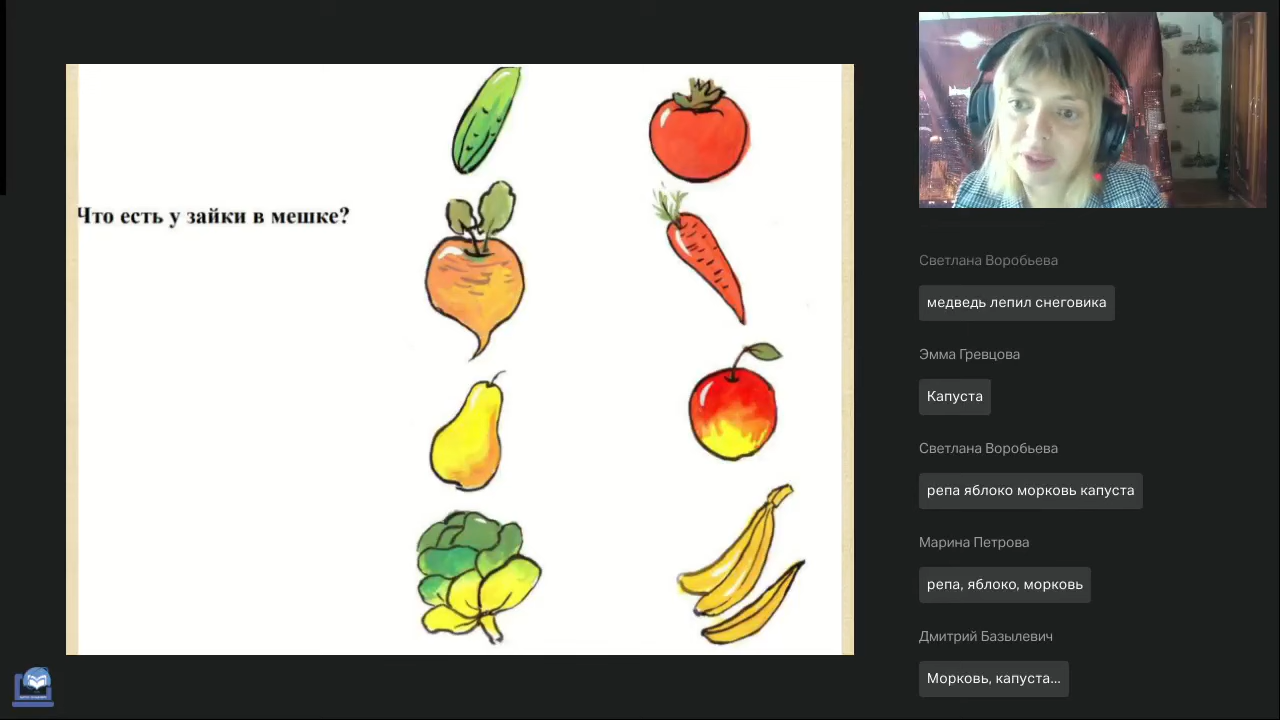 Что есть у зайки в мешке?
Светлана Воробьева
медведь лепил снеговика
Эмма Гревцова
Капуста
Светлана Воробьева
репа яблоко морковь капуста
Марина Петрова
репа, яблоко, морковь
Дмитрий Базылевич
Морковь, капуста...